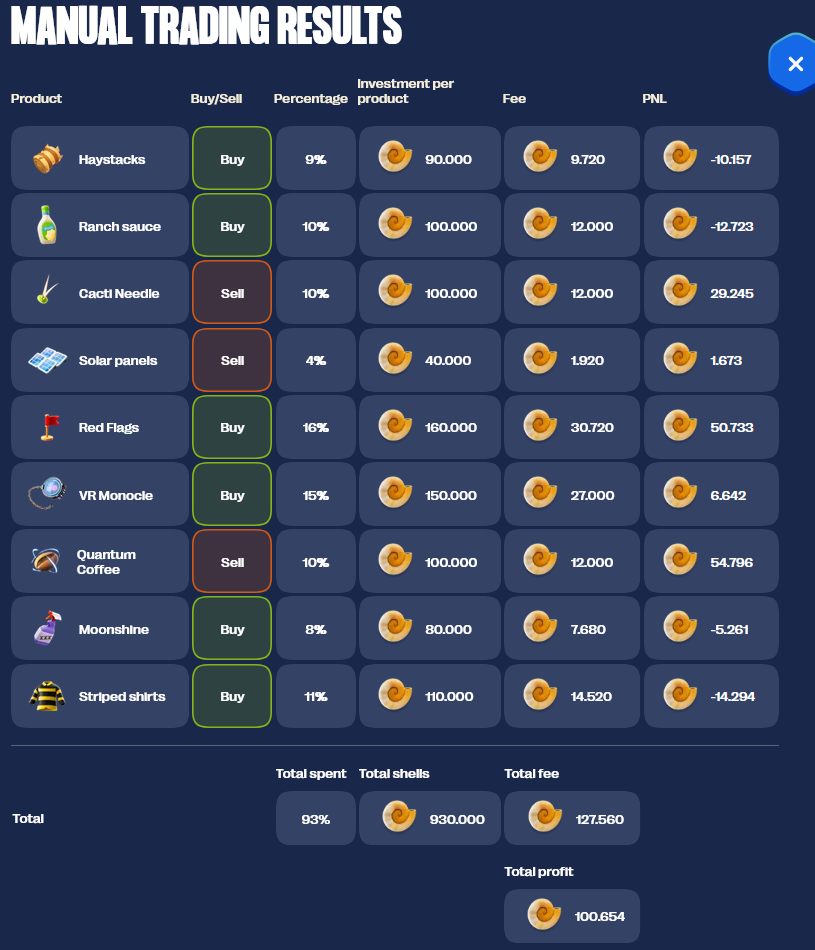 MANUAL TRADING RESULTS
Product Buy/Sell Percentage Investment per product Fee PNL
Haystacks Buy 9% 90.000 9.720 -10.157
Ranch sauce Buy 10% 100.000 12.000 -12.723
Cacti Needle Sell 10% 100.000 12.000 29.245
Solar panels Sell 4% 40.000 1.920 1.673
Red Flags Buy 16% 160.000 30.720 50.733
VR Monocle Buy 15% 150.000 27.000 6.642
Quantum Coffee Sell 10% 100.000 12.000 54.796
Moonshine Buy 8% 80.000 7.680 -5.261
Striped shirts Buy 11% 110.000 14.520 -14.294
Total spent Total shells Total fee
Total 93% 930.000 127.560
Total profit
100.654